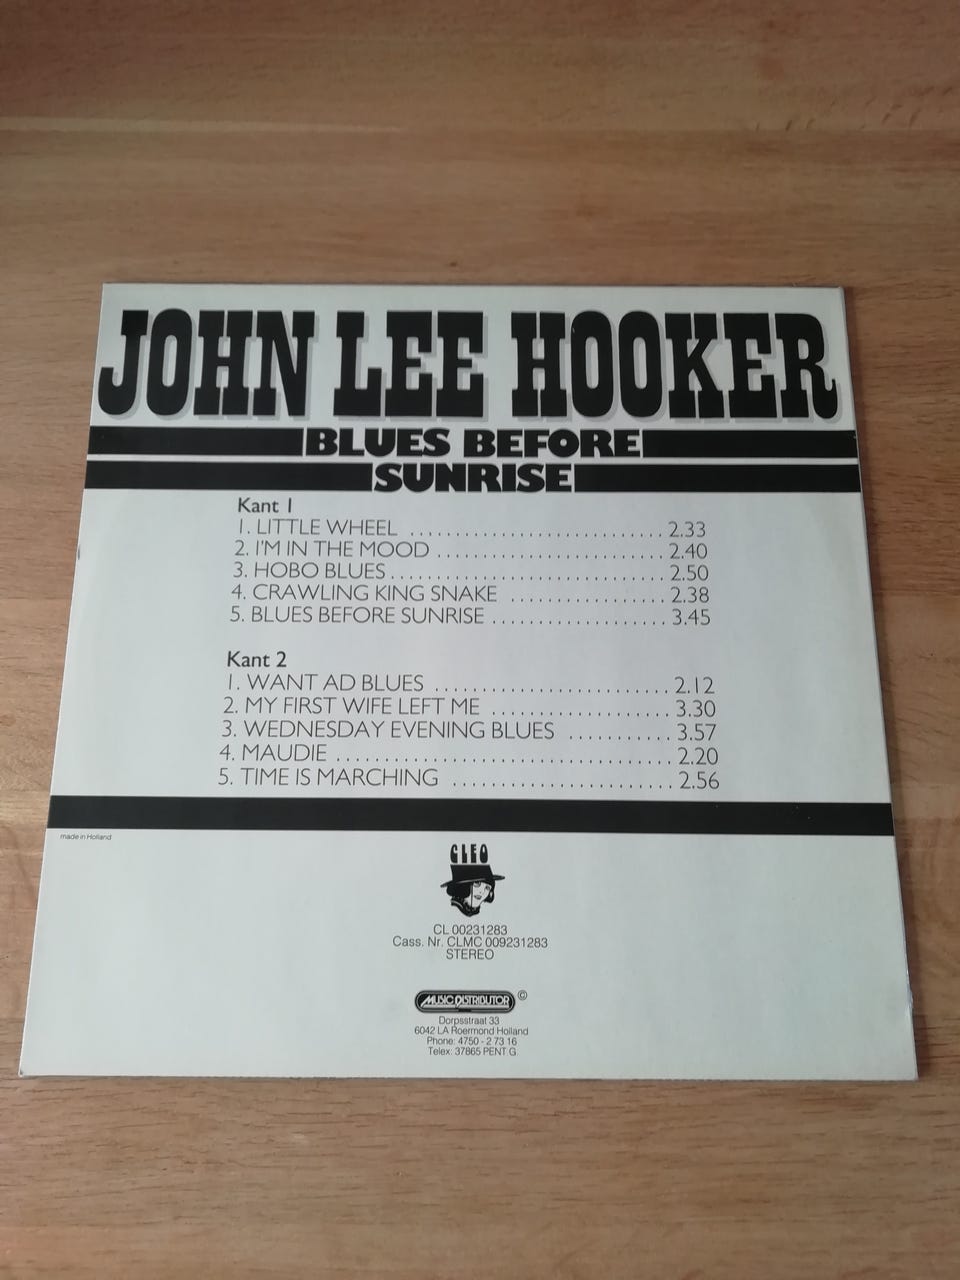 JOHN LEE HOOKER
BLUES BEFORE
SUNRISE
Kant 1
1. LITTLE WHEEL ........................... 2.33
2. I'M IN THE MOOD ........................ 2.40
3. HOBO BLUES ............................. 2.50
4. CRAWLING KING SNAKE ................. 2.38
5. BLUES BEFORE SUNRISE ................... 3.45
Kant 2
1. WANT AD BLUES ......................... 2.12
2. MY FIRST WIFE LEFT ME ................... 3.30
3. WEDNESDAY EVENING BLUES ........... 3.57
4. MAUDIE ................................... 2.20
5. TIME IS MARCHING ....................... 2.56
made in Holland
CLEO
CL 00231283
Cass. Nr. CLMC 009231283
STEREO
MUSIC DISTRIBUTOR ©
Dorpsstraat 33
6042 LA Roermond Holland
Phone: 4750 - 2 73 16
Telex: 37865 PENT G.